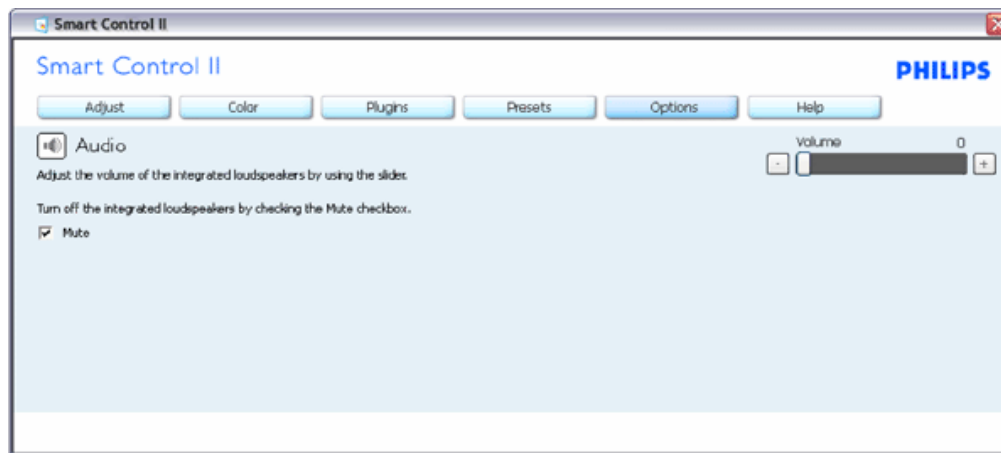 Smart Control II
Smart Control II
PHILIPS
Adjust Color Plugins Presets Options Help
Audio
Volume 0
- +
Adjust the volume of the integrated loudspeakers by using the slider.
Turn off the integrated loudspeakers by checking the Mute checkbox.
Mute